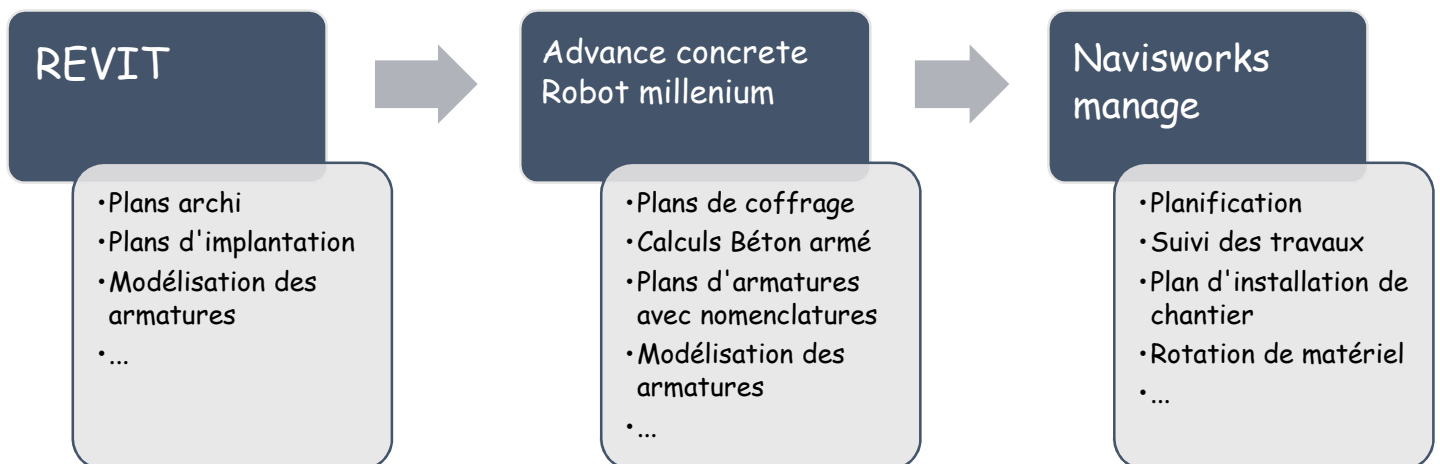 REVIT
•Plans archi
•Plans d'implantation
•Modélisation des
armatures
•...
Advance concrete
Robot millenium
•Plans de coffrage
•Calculs Béton armé
•Plans d'armatures
avec nomenclatures
•Modélisation des
armatures
•...
Navisworks
manage
•Planification
•Suivi des travaux
•Plan d'installation de
chantier
•Rotation de matériel
•...